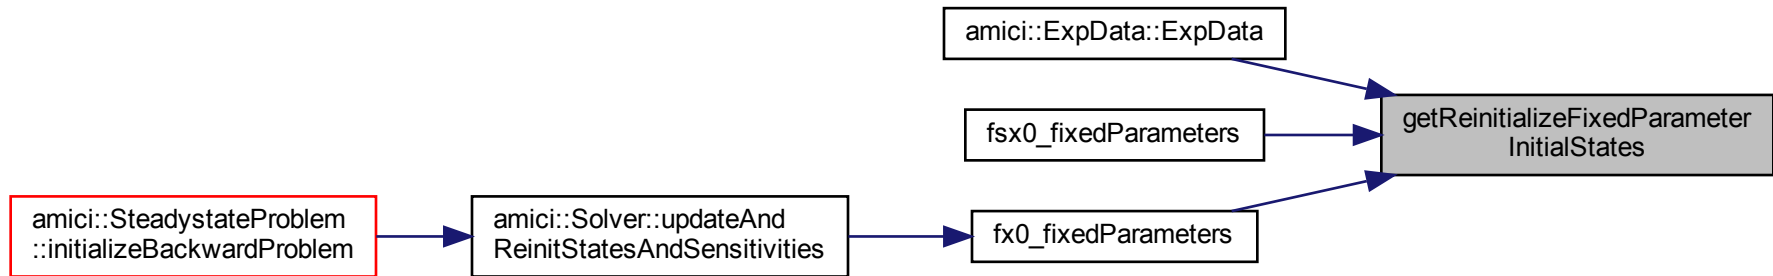 amici::ExpData::ExpData
getReinitializeFixedParameter
InitialStates
fsx0_fixedParameters
amici::SteadystateProblem
::initializeBackwardProblem
amici::Solver::updateAnd
ReinitStatesAndSensitivities
fx0_fixedParameters